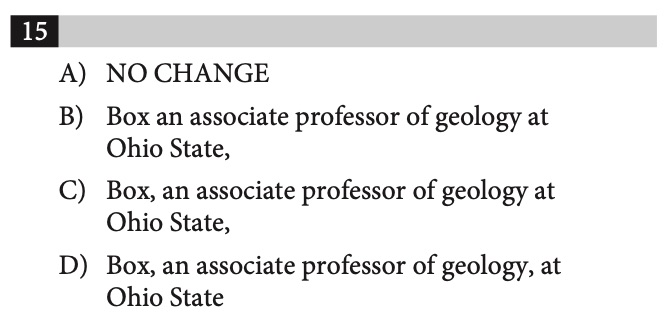 15
A) NO CHANGE
B) Box an associate professor of geology at
Ohio State,
C) Box, an associate professor of geology at
Ohio State,
D) Box, an associate professor of geology, at
Ohio State